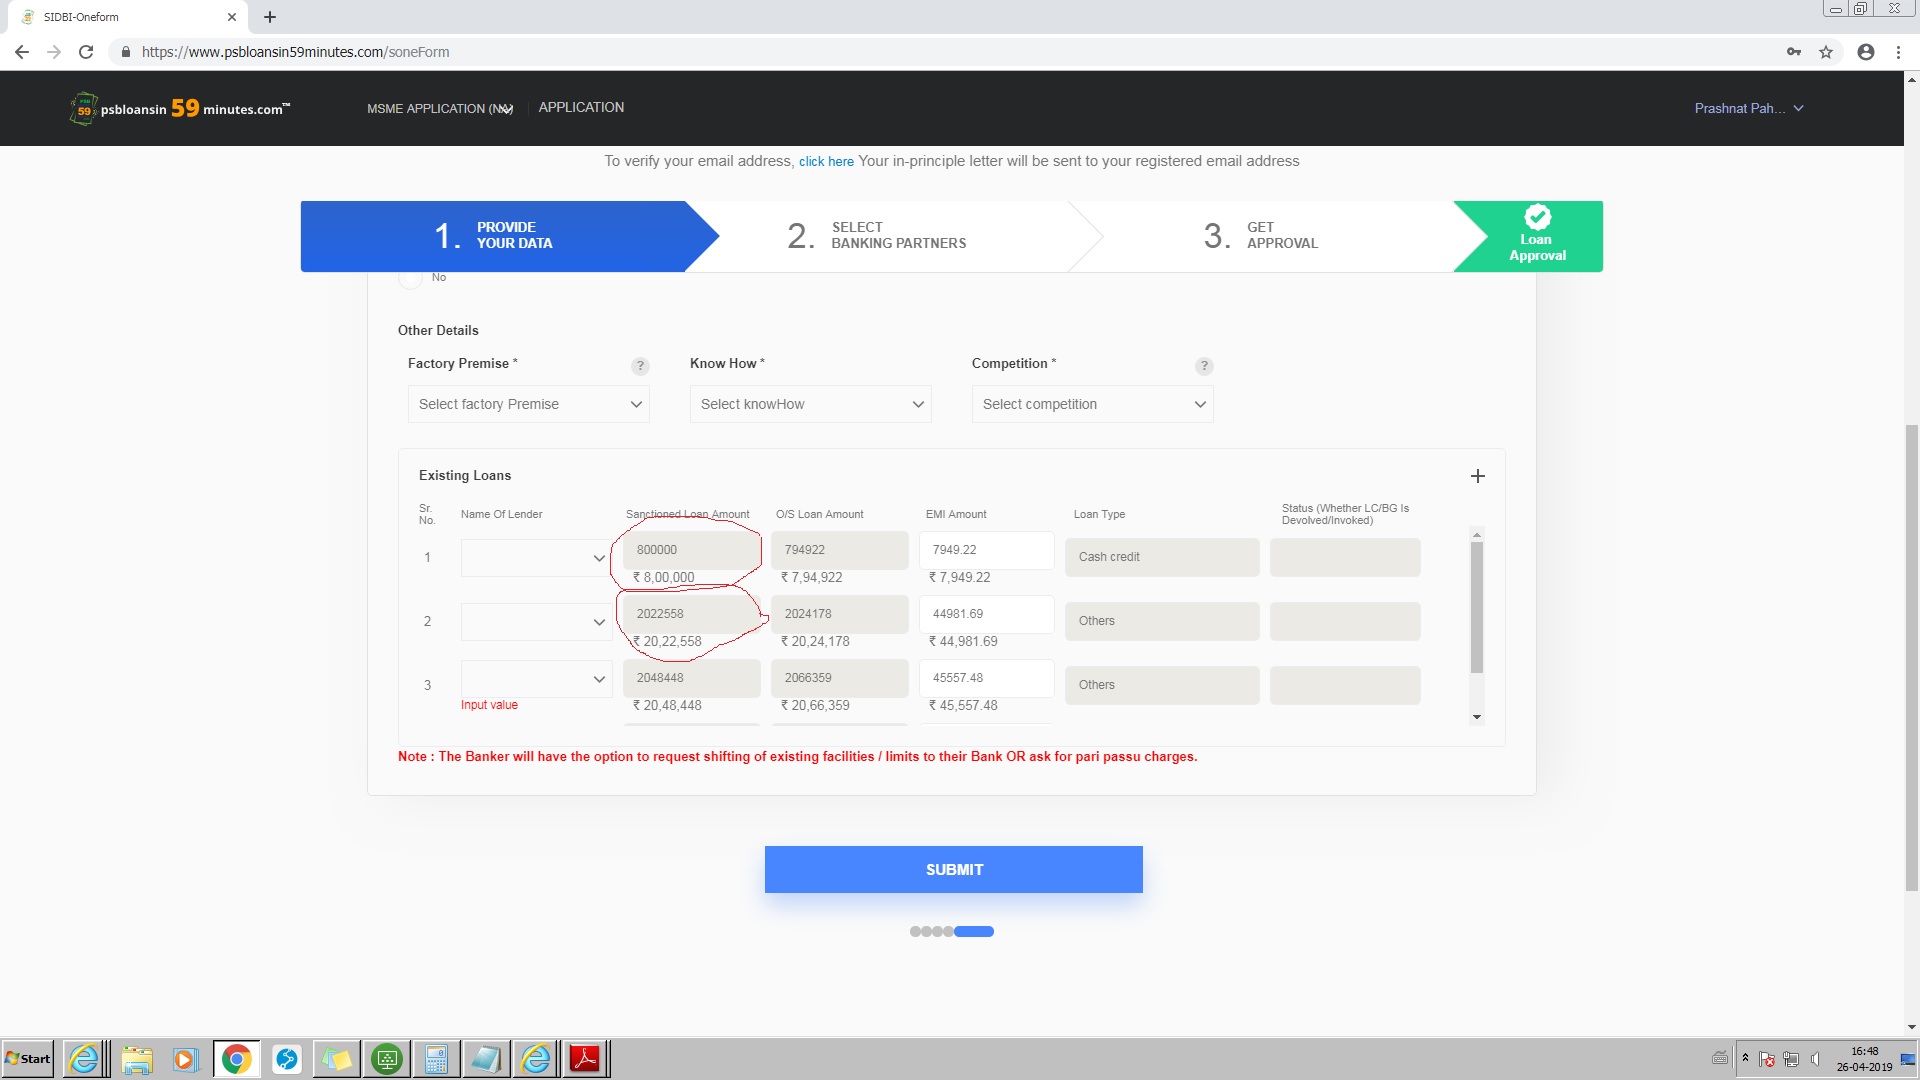 SIDBI-Oneform
https://www.psbloansin59minutes.com/soneForm
PSB 59 psbloansin 59 minutes.com™
MSME APPLICATION (NA) APPLICATION
Prashnat Pah...
To verify your email address, click here Your in-principle letter will be sent to your registered email address
1. PROVIDE YOUR DATA
2. SELECT BANKING PARTNERS
3. GET APPROVAL
Loan Approval
No
Other Details
Factory Premise * ? Know How * Competition * ?
Select factory Premise Select knowHow Select competition
Existing Loans +
Sr. No. Name Of Lender Sanctioned Loan Amount O/S Loan Amount EMI Amount Loan Type Status (Whether LC/BG Is Devolved/Invoked)
1 800000 794922 7949.22 Cash credit
₹ 8,00,000 ₹ 7,94,922 ₹ 7,949.22
2 2022558 2024178 44981.69 Others
₹ 20,22,558 ₹ 20,24,178 ₹ 44,981.69
3 2048448 2066359 45557.48 Others
Input value ₹ 20,48,448 ₹ 20,66,359 ₹ 45,557.48
Note : The Banker will have the option to request shifting of existing facilities / limits to their Bank OR ask for pari passu charges.
SUBMIT
Start
16:48
26-04-2019